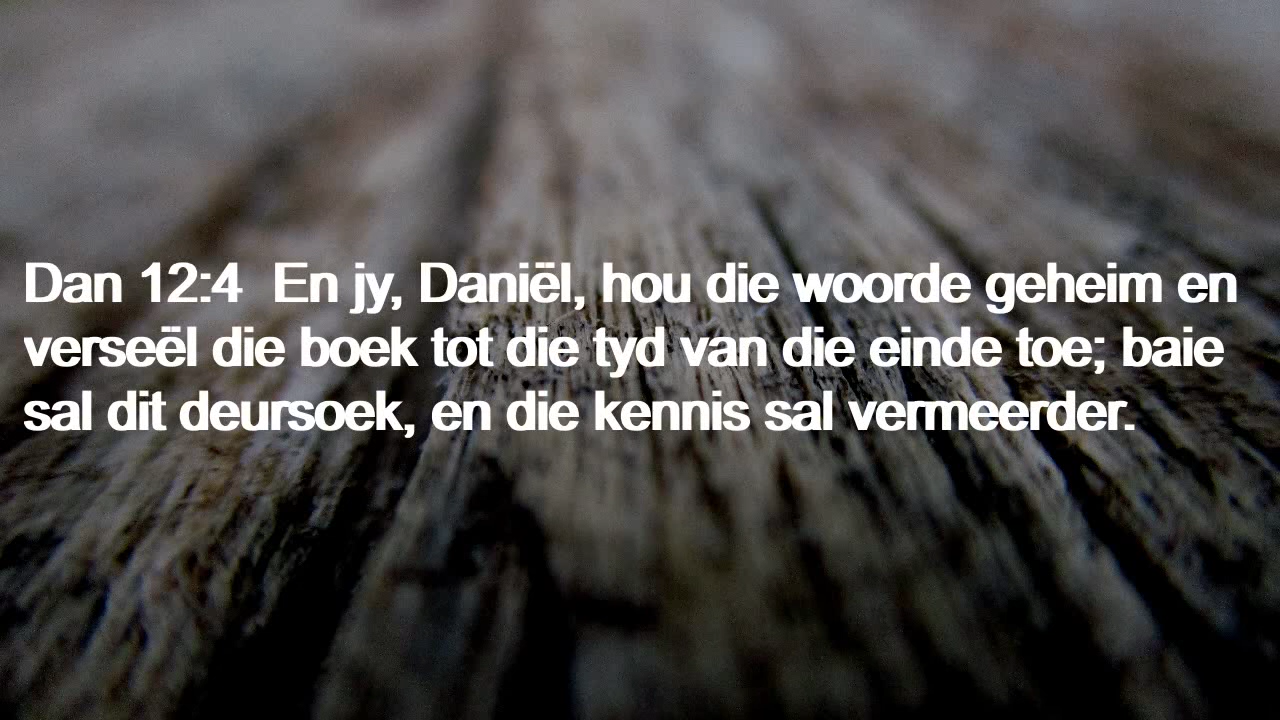 Dan 12:4  En jy, Daniël, hou die woorde geheim en
verseël die boek tot die tyd van die einde toe; baie
sal dit deursoek, en die kennis sal vermeerder.